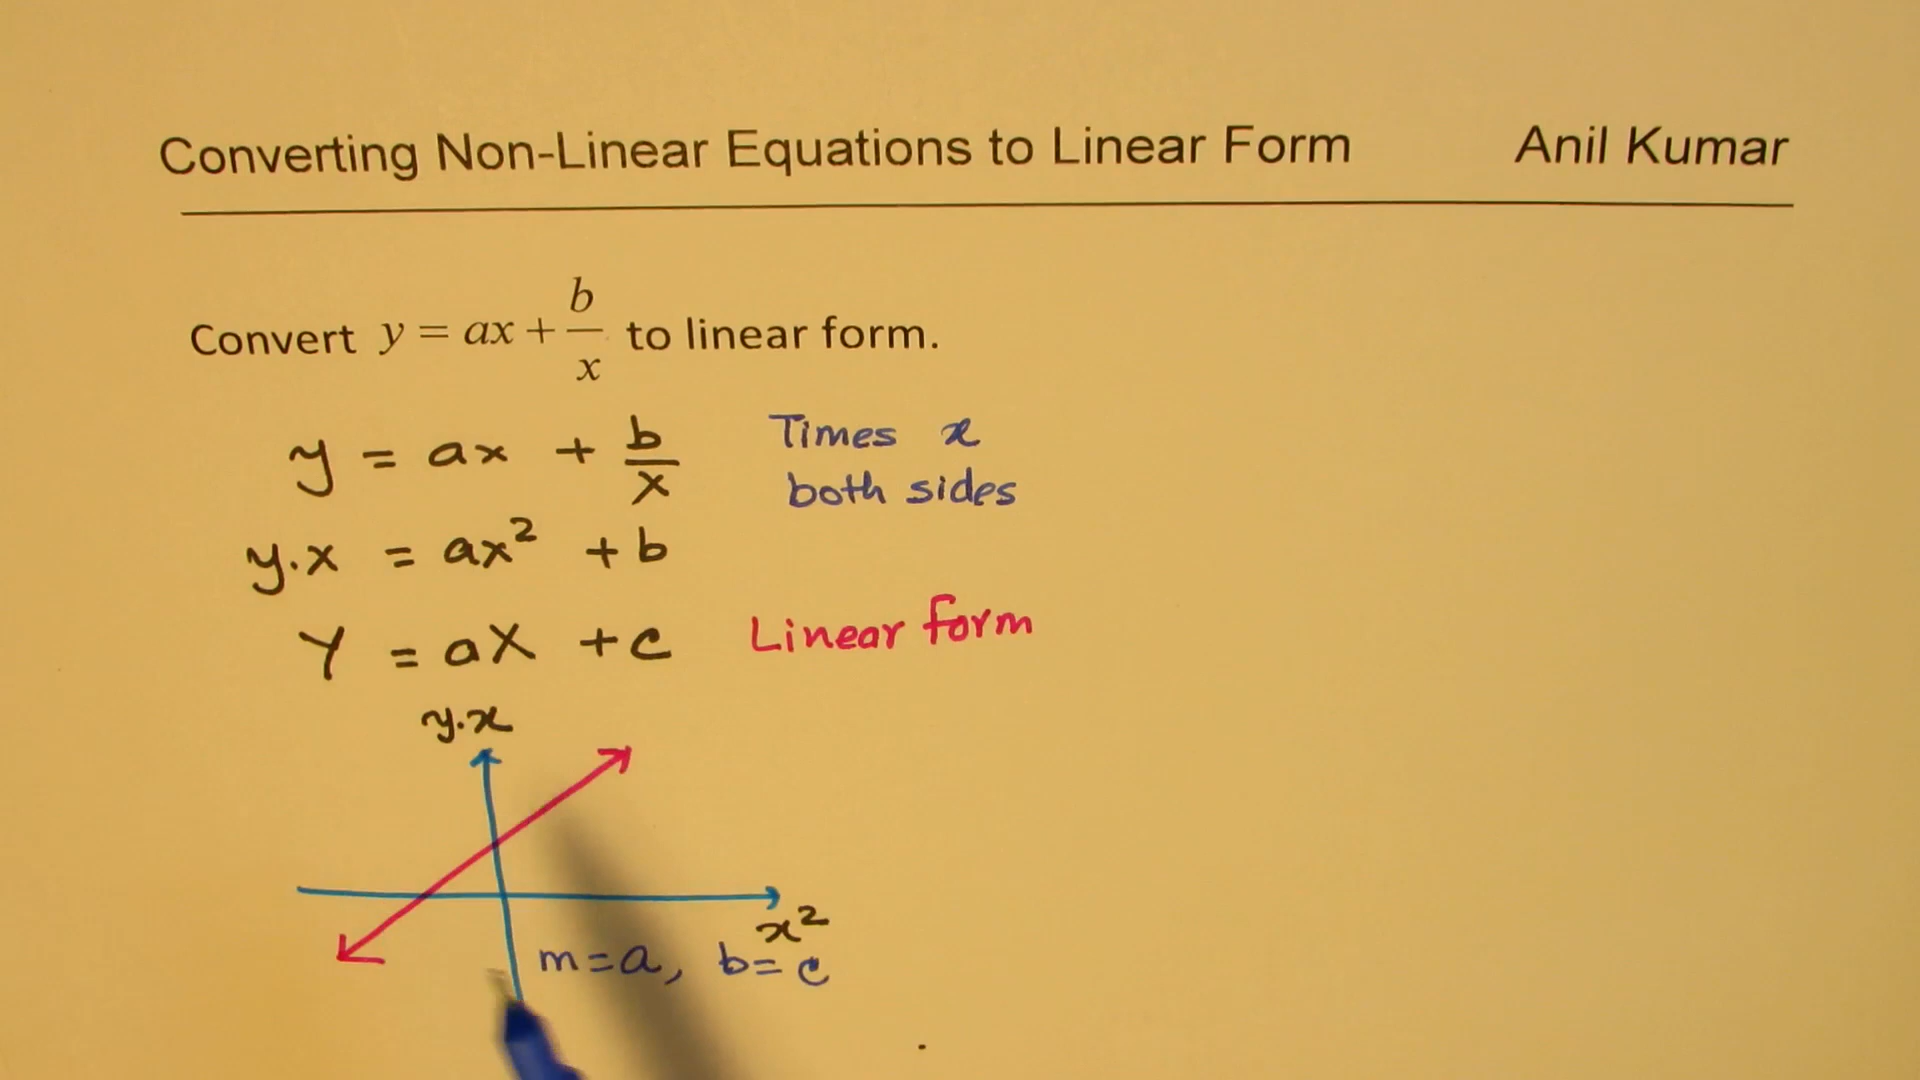 Converting Non-Linear Equations to Linear Form Anil Kumar
Convert y = ax + b/x to linear form.
y = ax + b/x Times x
both sides
y·x = ax² + b
Y = aX + c Linear form
y·x
x²
m = a, b = c